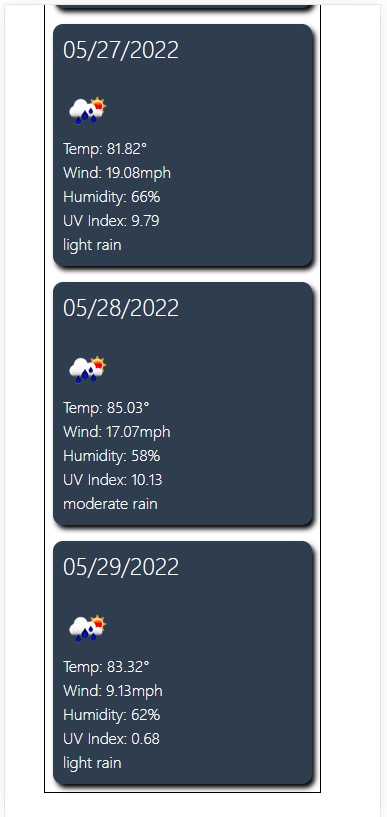 05/27/2022
Temp: 81.82°
Wind: 19.08mph
Humidity: 66%
UV Index: 9.79
light rain
05/28/2022
Temp: 85.03°
Wind: 17.07mph
Humidity: 58%
UV Index: 10.13
moderate rain
05/29/2022
Temp: 83.32°
Wind: 9.13mph
Humidity: 62%
UV Index: 0.68
light rain